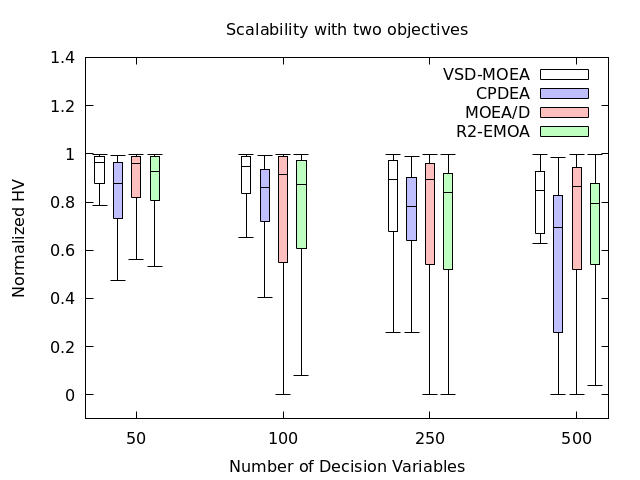 Scalability with two objectives
1.4
1.2
1
0.8
0.6
0.4
0.2
0
Normalized HV
VSD-MOEA
CPDEA
MOEA/D
R2-EMOA
50 100 250 500
Number of Decision Variables